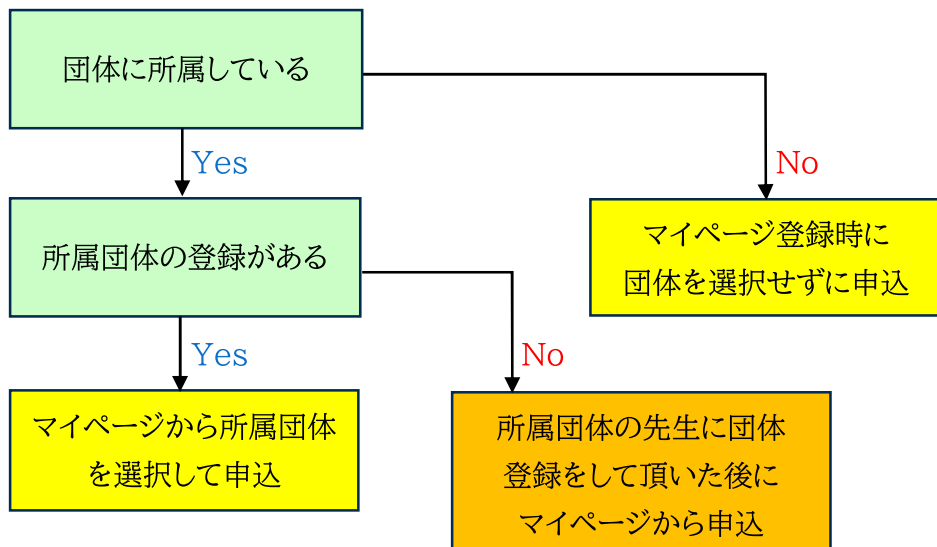 団体に所属している
Yes
No
所属団体の登録がある
マイページ登録時に
団体を選択せずに申込
Yes
No
マイページから所属団体
を選択して申込
所属団体の先生に団体
登録をして頂いた後に
マイページから申込